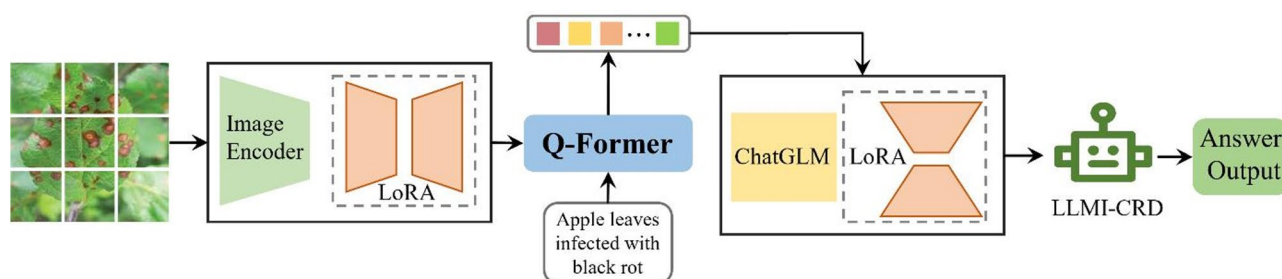 Image
Encoder
LoRA
Q-Former
Apple leaves
infected with
black rot
...
ChatGLM
LoRA
LLMI-CRD
Answer
Output